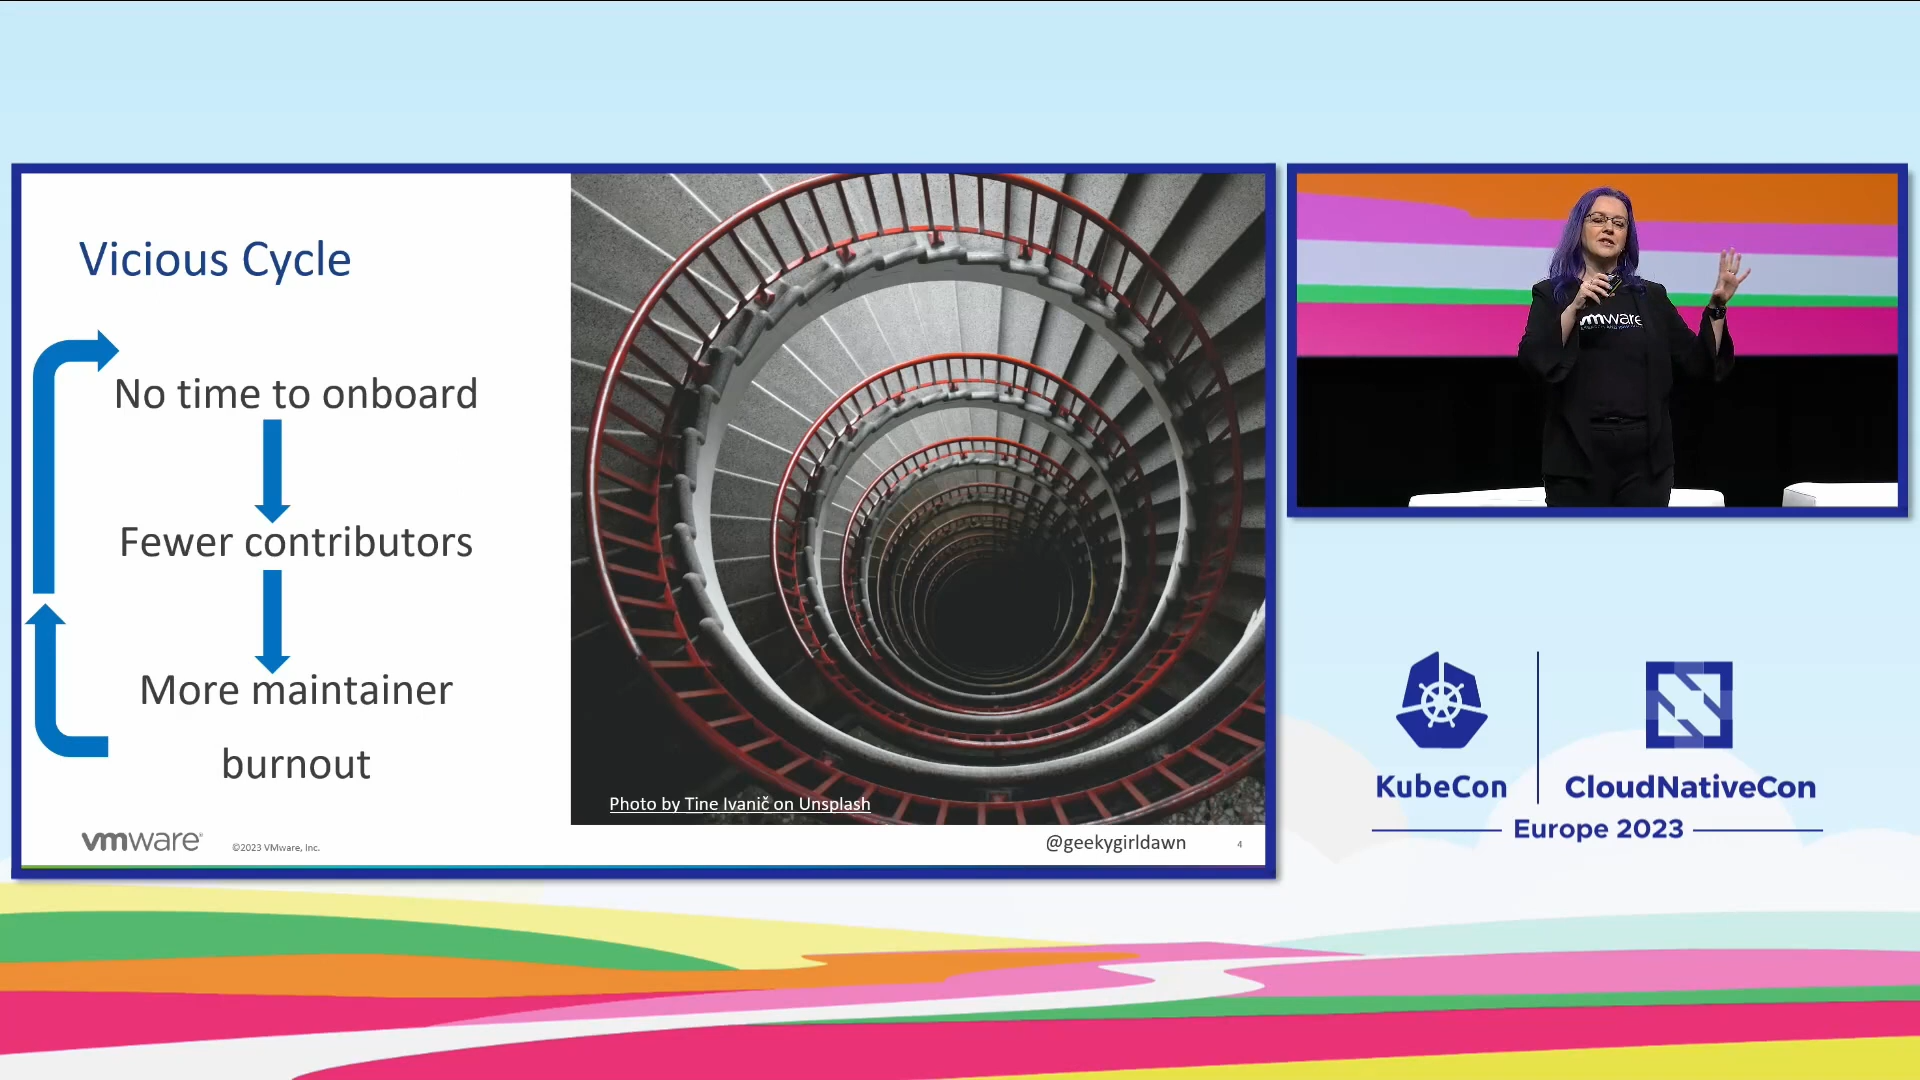 Vicious Cycle
No time to onboard
Fewer contributors
More maintainer
burnout
Photo by Tine Ivanič on Unsplash
vmware
©2023 VMware, Inc.
@geekygirldawn
4
vmware
KubeCon
CloudNativeCon
Europe 2023